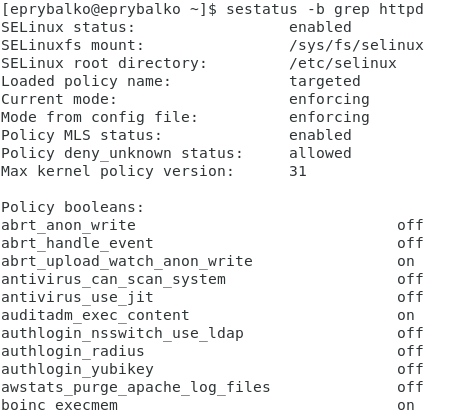 [eprybalko@eprybalko ~]$ sestatus -b grep httpd
SELinux status: enabled
SELinuxfs mount: /sys/fs/selinux
SELinux root directory: /etc/selinux
Loaded policy name: targeted
Current mode: enforcing
Mode from config file: enforcing
Policy MLS status: enabled
Policy deny_unknown status: allowed
Max kernel policy version: 31
Policy booleans:
abrt_anon_write off
abrt_handle_event off
abrt_upload_watch_anon_write on
antivirus_can_scan_system off
antivirus_use_jit off
auditadm_exec_content on
authlogin_nsswitch_use_ldap off
authlogin_radius off
authlogin_yubikey off
awstats_purge_apache_log_files off
boinc_execmem on